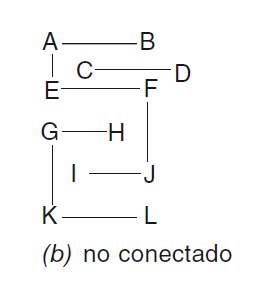 A B
C D
E F
G H
I J
K L
(b) no conectado